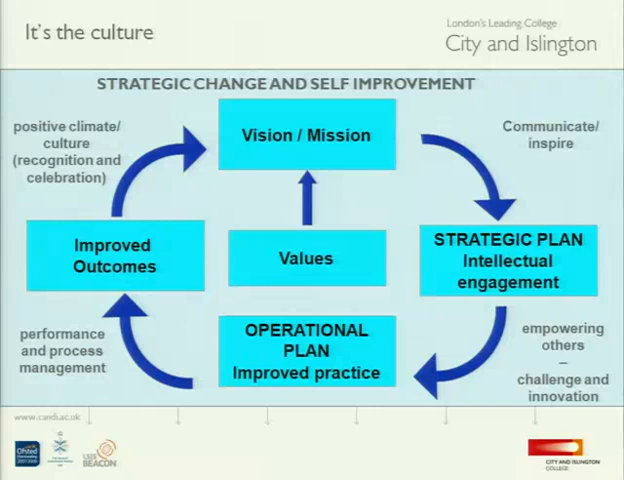 It's the culture
London's Leading College
City and Islington
STRATEGIC CHANGE AND SELF IMPROVEMENT
positive climate/
culture
(recognition and
celebration)
Vision / Mission
Communicate/
inspire
Improved
Outcomes
Values
STRATEGIC PLAN
Intellectual
engagement
performance
and process
management
OPERATIONAL
PLAN
Improved practice
empowering
others
–
challenge and
innovation
www.candi.ac.uk
Ofsted
LSIS
BEACON
CITY AND ISLINGTON
COLLEGE